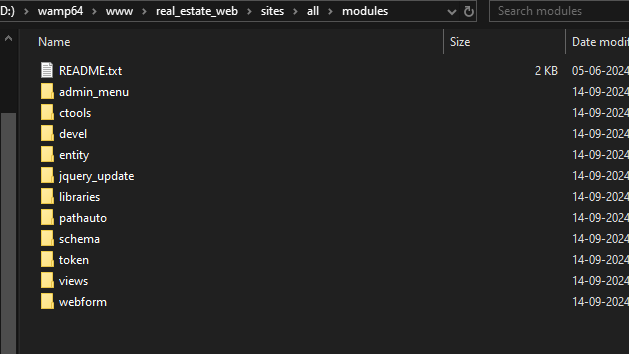 D:) > wamp64 > www > real_estate_web > sites > all > modules Search modules
Name Size Date modif
README.txt 2 KB 05-06-2024
admin_menu 14-09-2024
ctools 14-09-2024
devel 14-09-2024
entity 14-09-2024
jquery_update 14-09-2024
libraries 14-09-2024
pathauto 14-09-2024
schema 14-09-2024
token 14-09-2024
views 14-09-2024
webform 14-09-2024